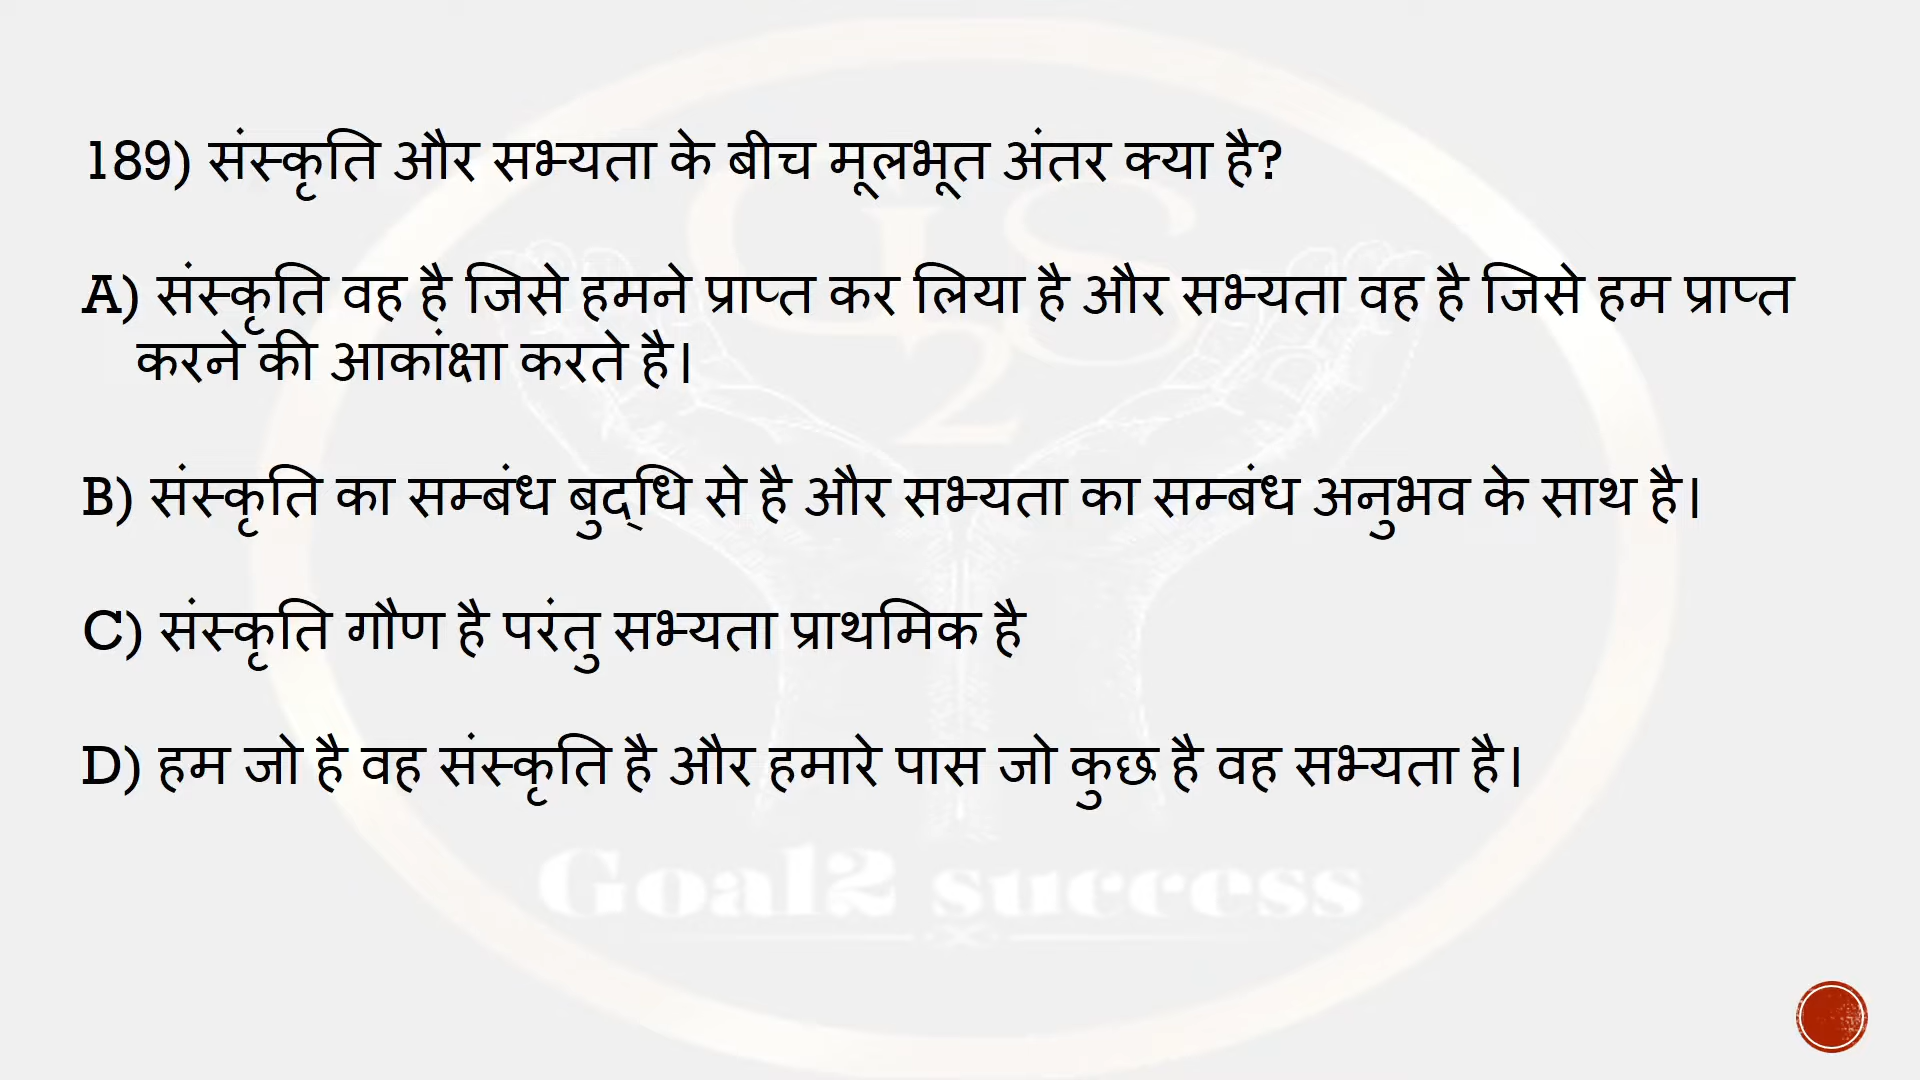 189) संस्कृति और सभ्यता के बीच मूलभूत अंतर क्या है?
A) संस्कृति वह है जिसे हमने प्राप्त कर लिया है और सभ्यता वह है जिसे हम प्राप्त
करने की आकांक्षा करते है।
B) संस्कृति का सम्बंध बुद्धि से है और सभ्यता का सम्बंध अनुभव के साथ है।
C) संस्कृति गौण है परंतु सभ्यता प्राथमिक है
D) हम जो है वह संस्कृति है और हमारे पास जो कुछ है वह सभ्यता है।
G2S
Goal2 success